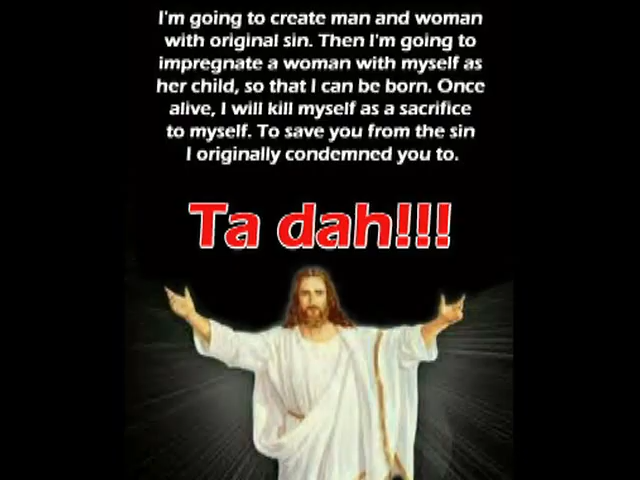 I'm going to create man and woman
with original sin. Then I'm going to
impregnate a woman with myself as
her child, so that I can be born. Once
alive, I will kill myself as a sacrifice
to myself. To save you from the sin
I originally condemned you to.
Ta dah!!!